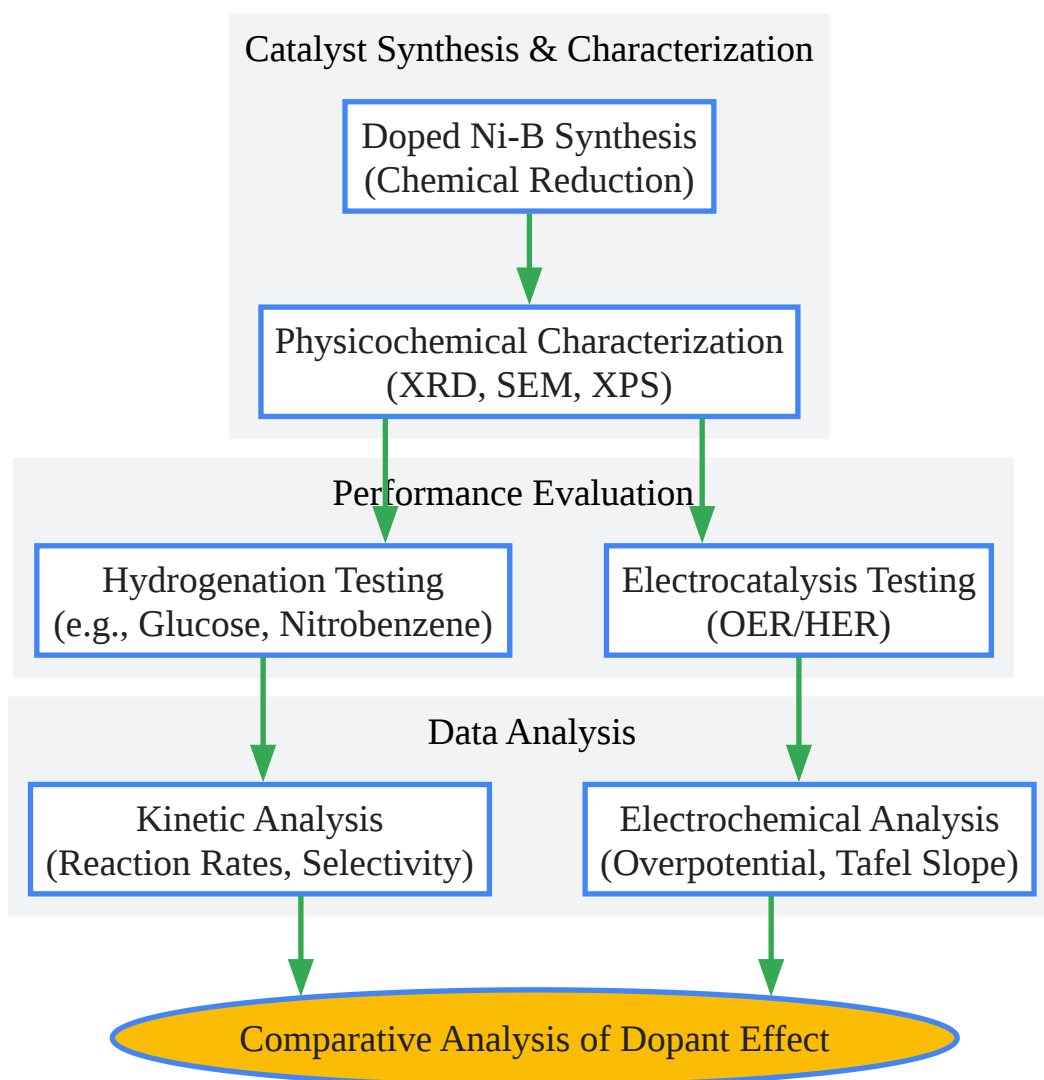 Catalyst Synthesis & Characterization
Doped Ni-B Synthesis
(Chemical Reduction)
Physicochemical Characterization
(XRD, SEM, XPS)
Performance Evaluation
Hydrogenation Testing
(e.g., Glucose, Nitrobenzene)
Electrocatalysis Testing
(OER/HER)
Data Analysis
Kinetic Analysis
(Reaction Rates, Selectivity)
Electrochemical Analysis
(Overpotential, Tafel Slope)
Comparative Analysis of Dopant Effect